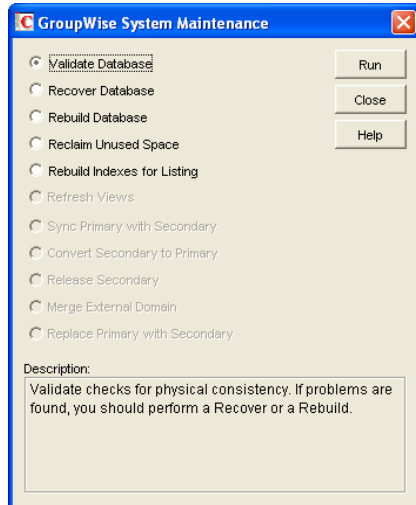 GroupWise System Maintenance
Validate Database
Run
Recover Database
Close
Rebuild Database
Help
Reclaim Unused Space
Rebuild Indexes for Listing
Refresh Views
Sync Primary with Secondary
Convert Secondary to Primary
Release Secondary
Merge External Domain
Replace Primary with Secondary
Description:
Validate checks for physical consistency. If problems are
found, you should perform a Recover or a Rebuild.